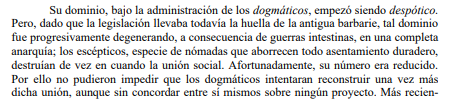 Su dominio, bajo la administración de los dogmáticos, empezó siendo despótico.
Pero, dado que la legislación llevaba todavía la huella de la antigua barbarie, tal dominio
fue progresivamente degenerando, a consecuencia de guerras intestinas, en una completa
anarquía; los escépticos, especie de nómadas que aborrecen todo asentamiento duradero,
destruían de vez en cuando la unión social. Afortunadamente, su número era reducido.
Por ello no pudieron impedir que los dogmáticos intentaran reconstruir una vez más
dicha unión, aunque sin concordar entre sí mismos sobre ningún proyecto. Más recien-